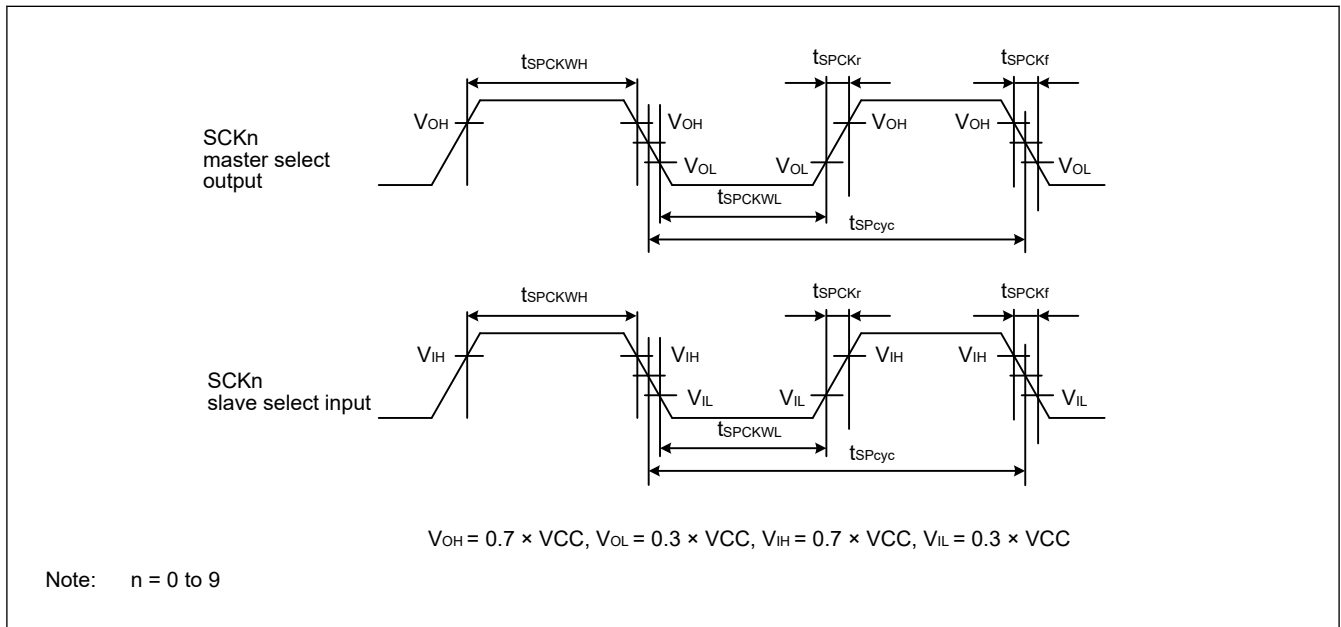 tSPCKWH
tSPCKr
tSPCKf
SCKn
master select
output
VOH
VOH
VOL
VOL
VOH
VOH
VOL
tSPCKWL
tSPcyc
tSPCKWH
tSPCKr
tSPCKf
SCKn
slave select input
VIH
VIH
VIL
VIL
VIH
VIH
VIL
tSPCKWL
tSPcyc
VOH = 0.7 × VCC, VOL = 0.3 × VCC, VIH = 0.7 × VCC, VIL = 0.3 × VCC
Note: n = 0 to 9